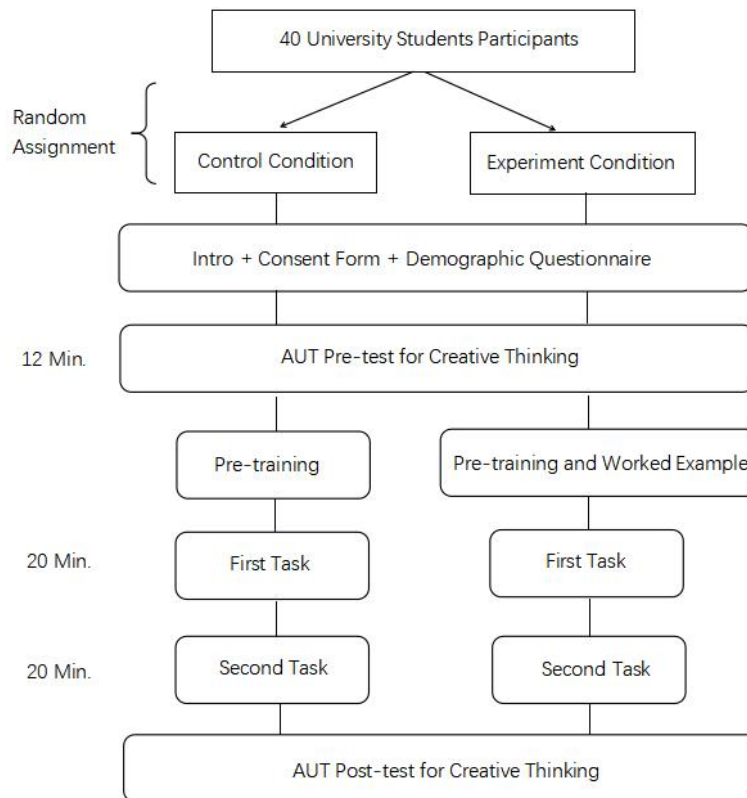 40 University Students Participants
Random
Assignment
Control Condition
Experiment Condition
Intro + Consent Form + Demographic Questionnaire
12 Min.
AUT Pre-test for Creative Thinking
Pre-training
Pre-training and Worked Example
20 Min.
First Task
First Task
20 Min.
Second Task
Second Task
AUT Post-test for Creative Thinking